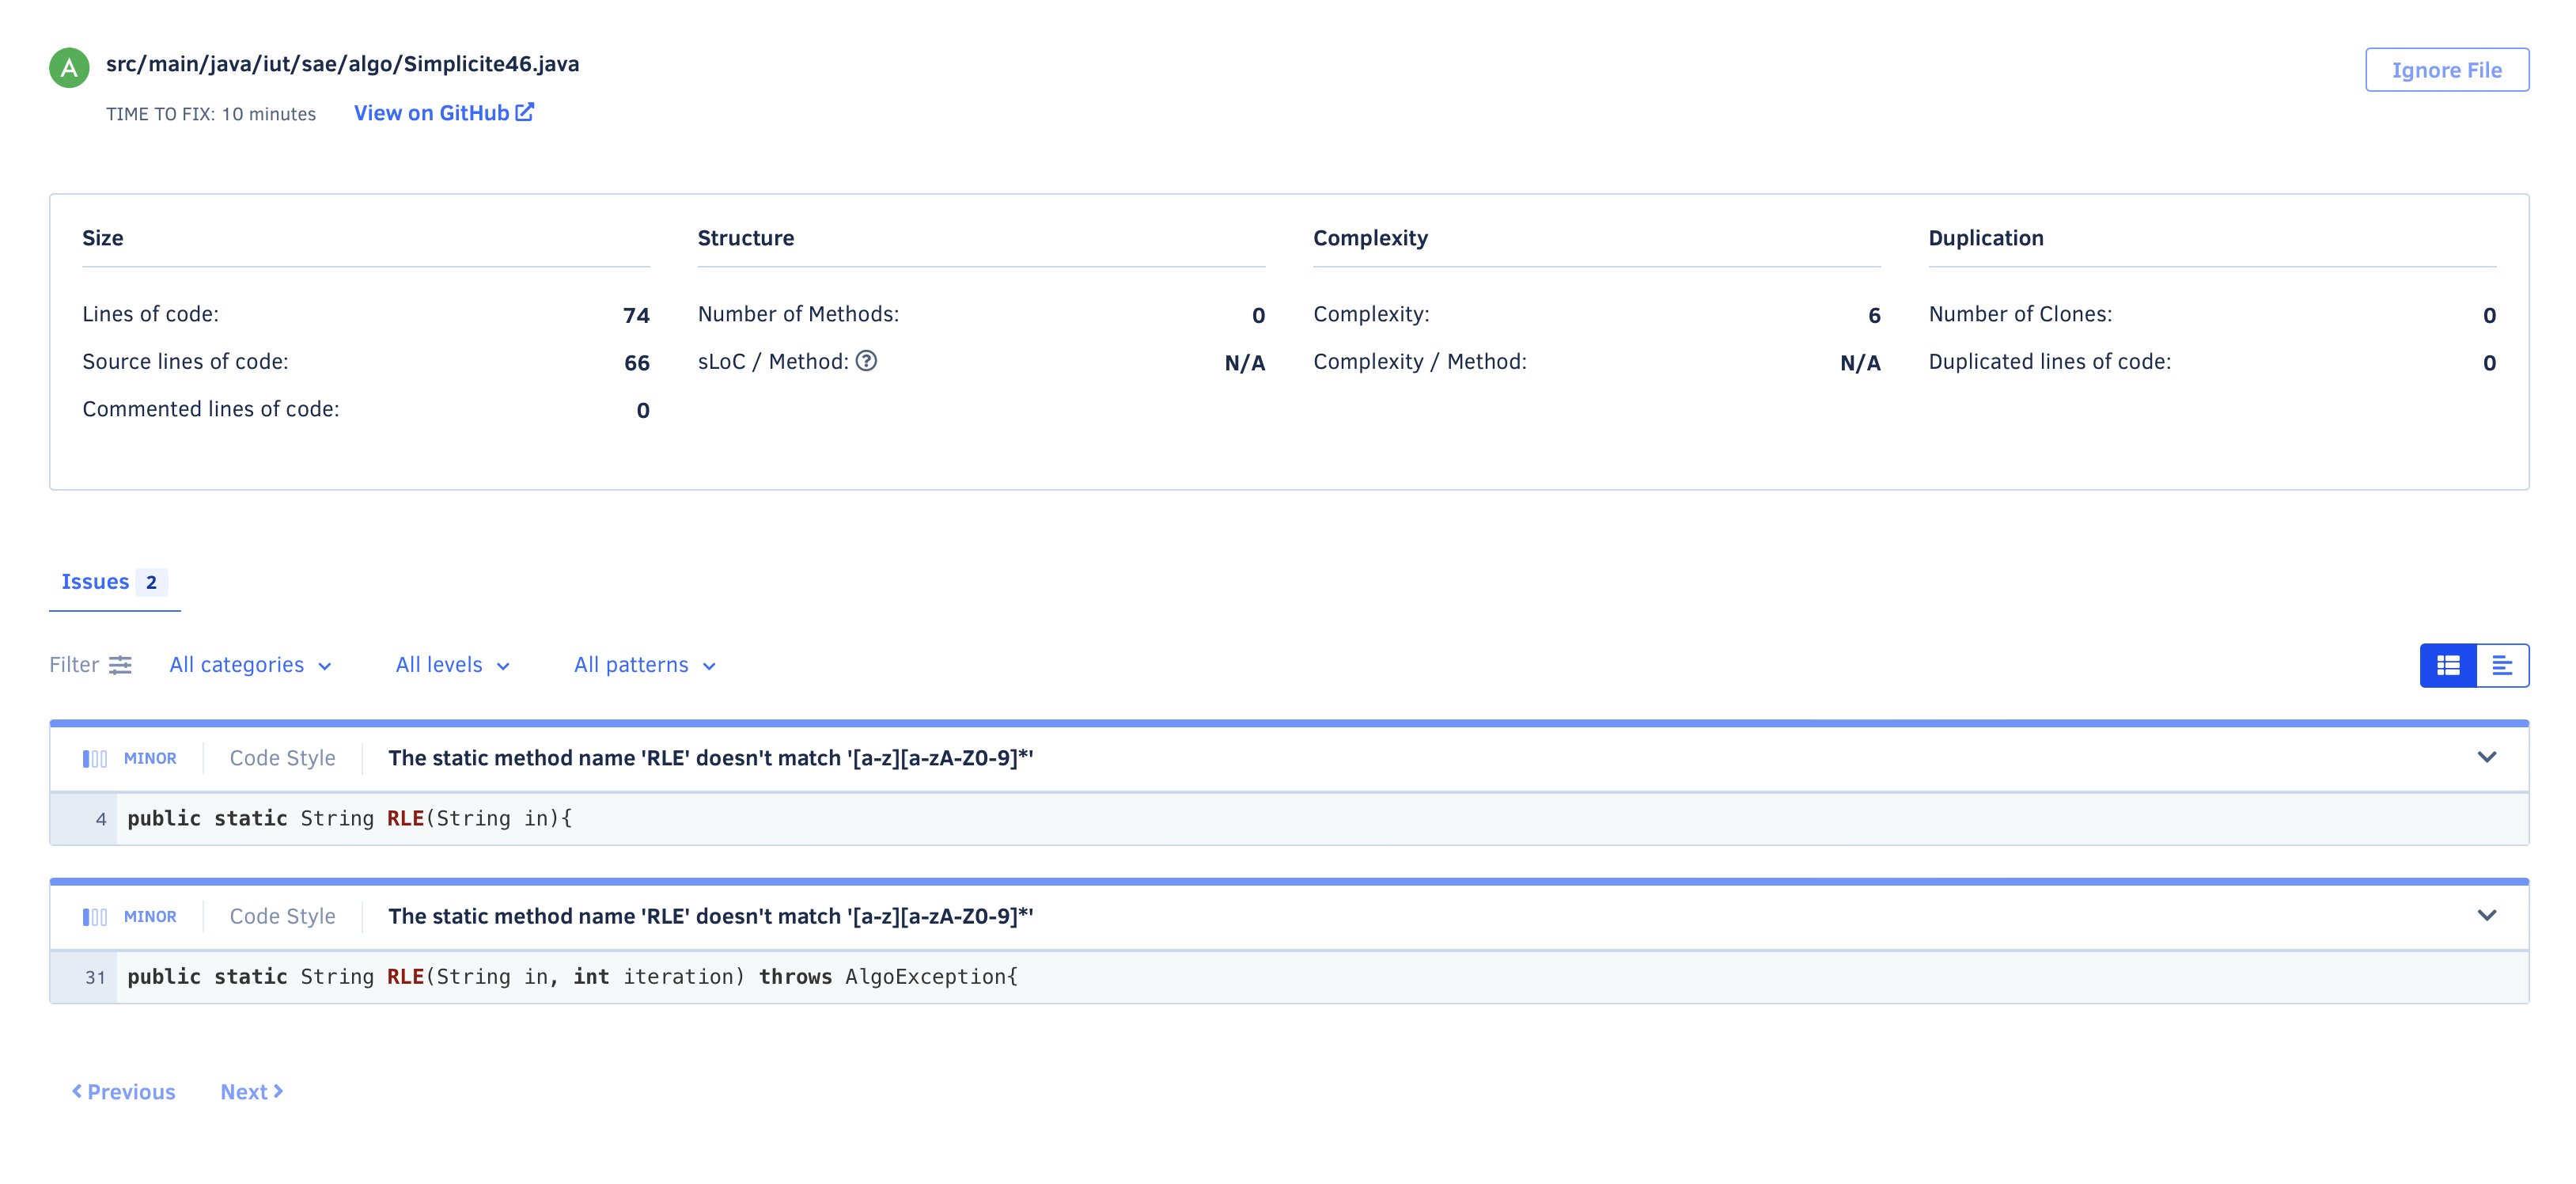 A src/main/java/iut/sae/algo/Simplicite46.java
Ignore File
TIME TO FIX: 10 minutes View on GitHub
Size
Lines of code: 74
Source lines of code: 66
Commented lines of code: 0
Structure
Number of Methods: 0
sLoC / Method: ? N/A
Complexity
Complexity: 6
Complexity / Method: N/A
Duplication
Number of Clones: 0
Duplicated lines of code: 0
Issues 2
Filter All categories All levels All patterns
MINOR Code Style The static method name 'RLE' doesn't match '[a-z][a-zA-Z0-9]*'
4 public static String RLE(String in){
MINOR Code Style The static method name 'RLE' doesn't match '[a-z][a-zA-Z0-9]*'
31 public static String RLE(String in, int iteration) throws AlgoException{
Previous Next